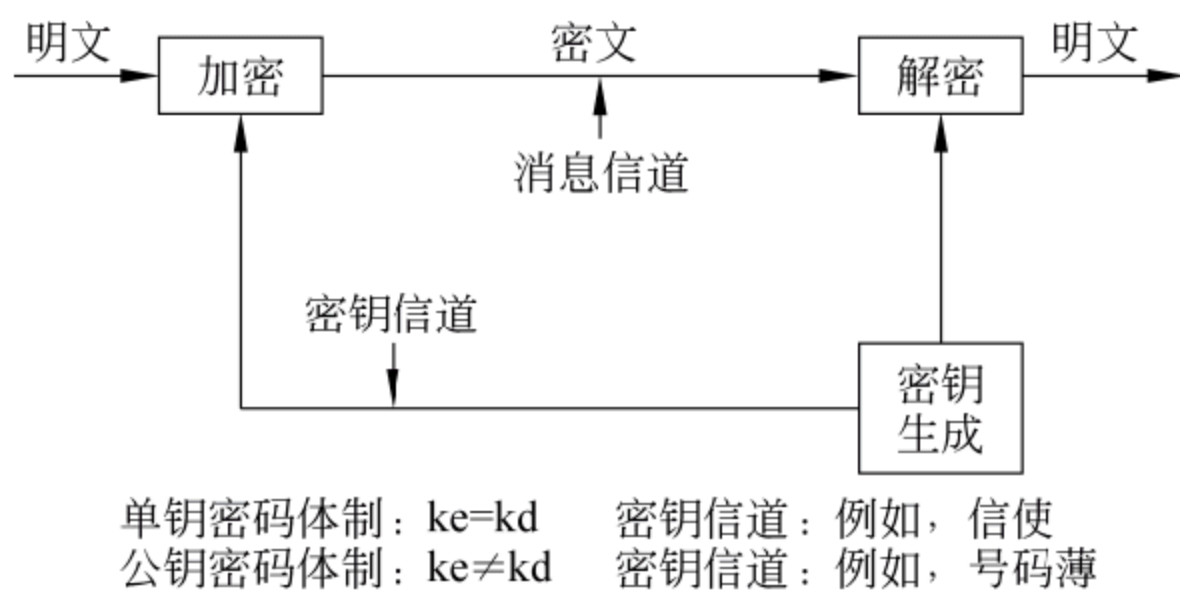 明文
加密
密文
解密
明文
消息信道
密钥信道
密钥
生成
单钥密码体制：ke=kd 密钥信道：例如，信使
公钥密码体制：ke≠kd 密钥信道：例如，号码薄